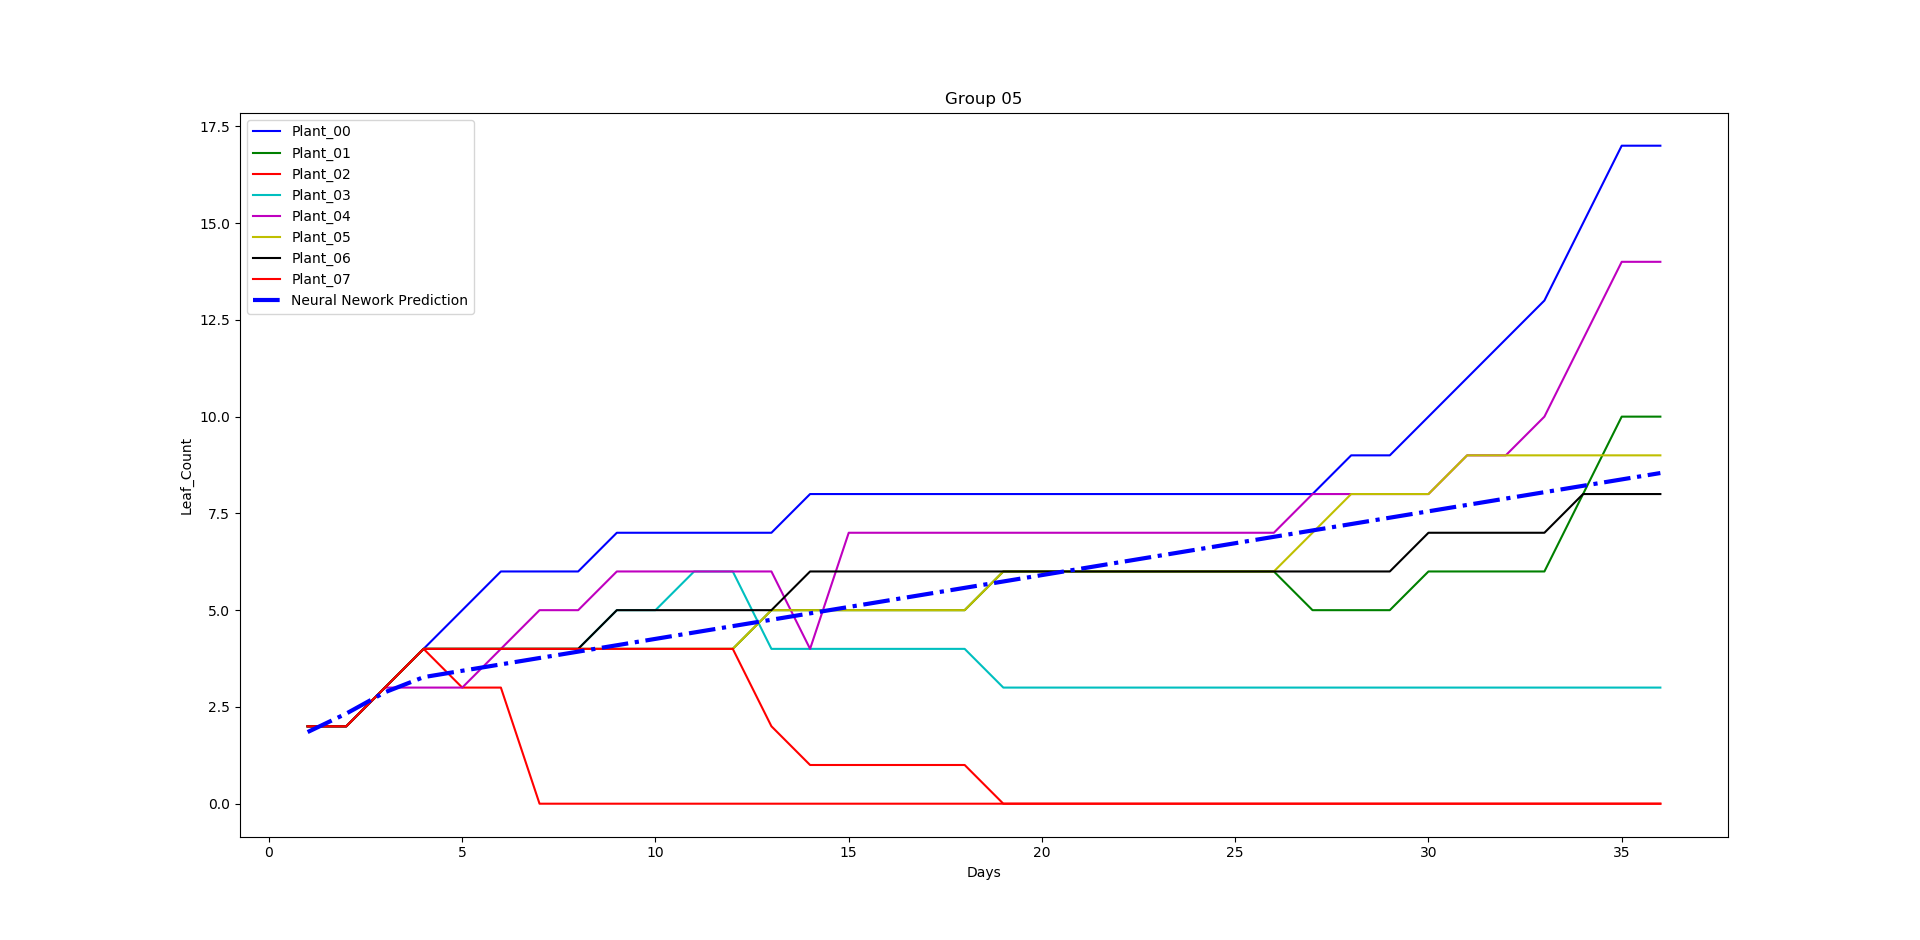 Group 05
17.5
15.0
12.5
10.0
7.5
5.0
2.5
0.0
Leaf_Count
Plant_00
Plant_01
Plant_02
Plant_03
Plant_04
Plant_05
Plant_06
Plant_07
Neural Nework Prediction
0 5 10 15 20 25 30 35
Days